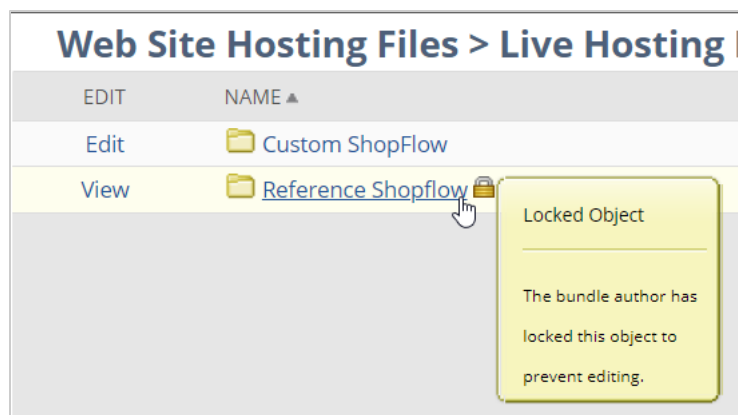 Web Site Hosting Files > Live Hosting
EDIT NAME
Edit Custom ShopFlow
View Reference Shopflow
Locked Object
The bundle author has
locked this object to
prevent editing.